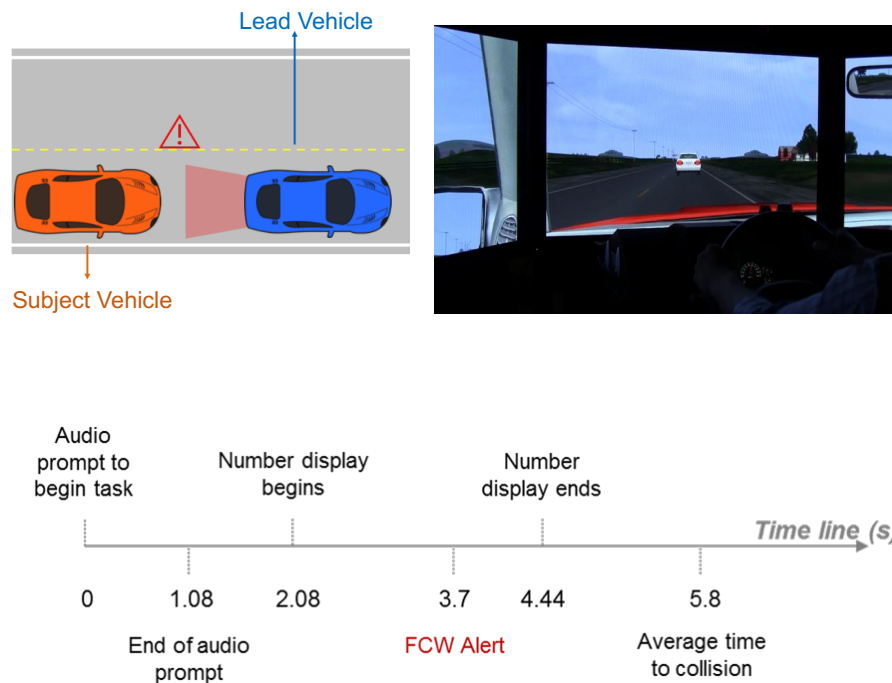 Lead Vehicle
Subject Vehicle
Audio
prompt to
begin task
Number display
begins
Number
display ends
Time line (s)
0
1.08
2.08
3.7
4.44
5.8
End of audio
prompt
FCW Alert
Average time
to collision